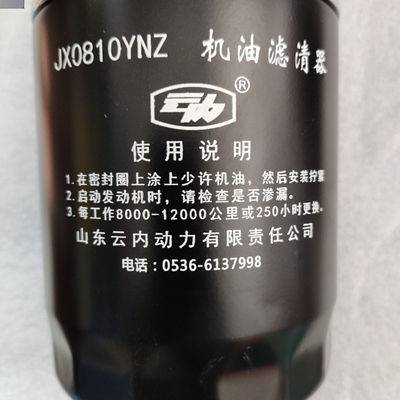 JX0810YNZ 机油滤清器
云内®
使用说明
1.在密封圈上涂上少许机油，然后安装拧紧
2.启动发动机时，请检查是否渗漏。
3.每工作8000-12000公里或250小时更换。
山东云内动力有限责任公司
电话：0536-6137998